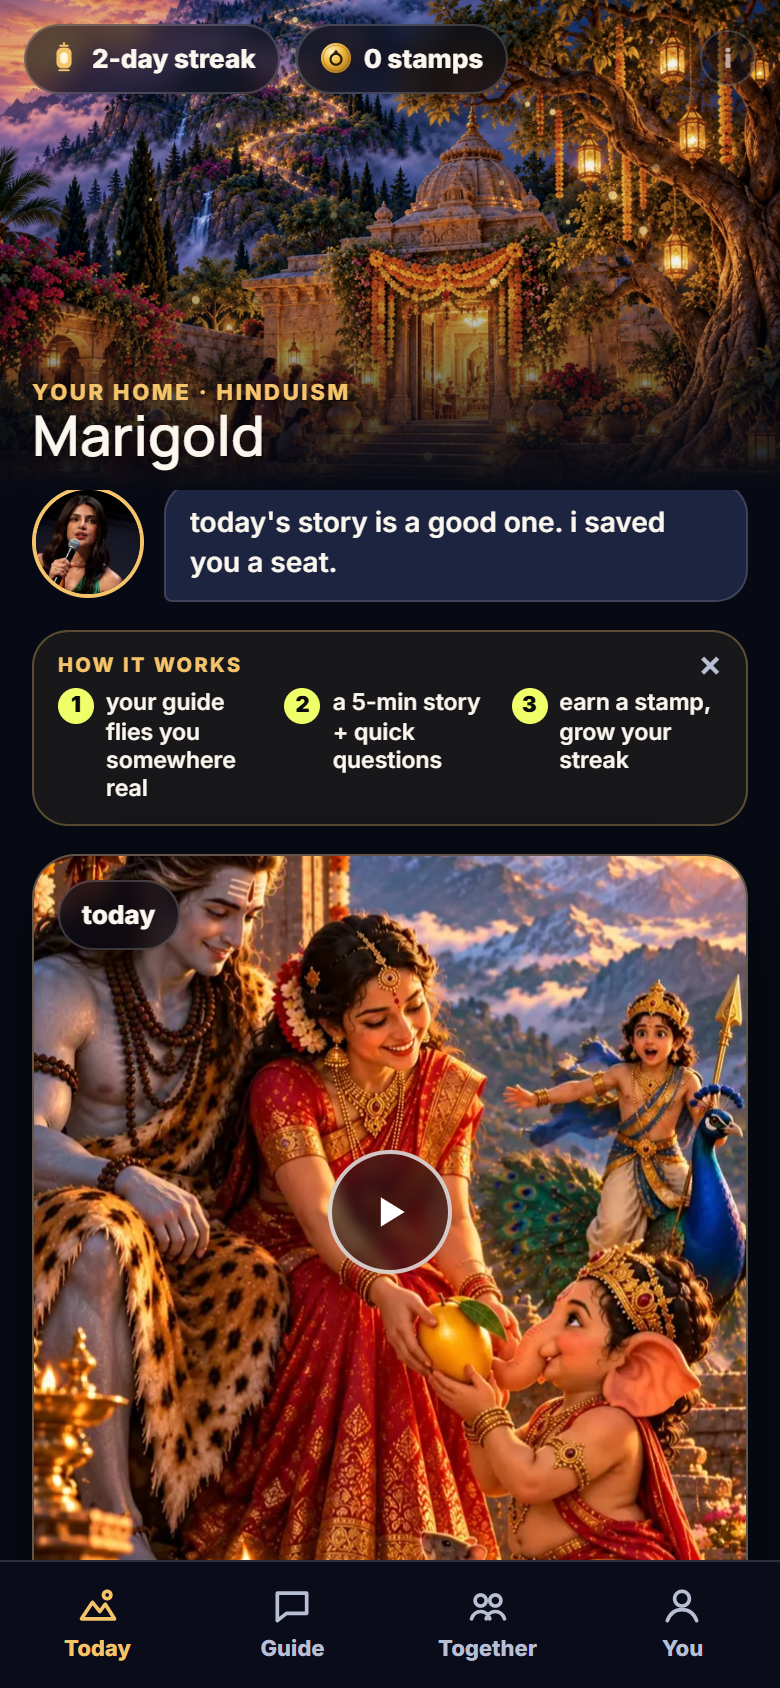 2-day streak
0 stamps
i
YOUR HOME · HINDUISM
Marigold
today's story is a good one. i saved
you a seat.
HOW IT WORKS
1
your guide
flies you
somewhere
real
2
a 5-min story
+ quick
questions
3
earn a stamp,
grow your
streak
today
Today
Guide
Together
You